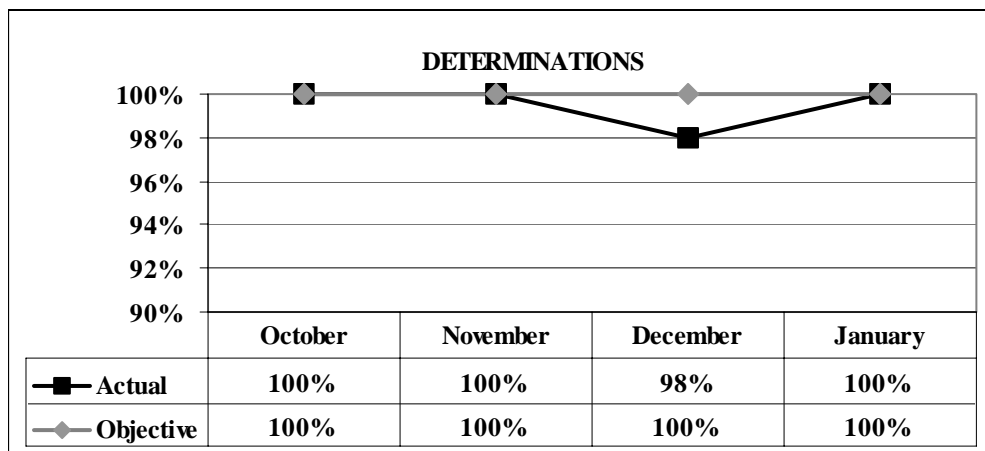 DETERMINATIONS
100%
98%
96%
94%
92%
90%
October November December January
Actual 100% 100% 98% 100%
Objective 100% 100% 100% 100%